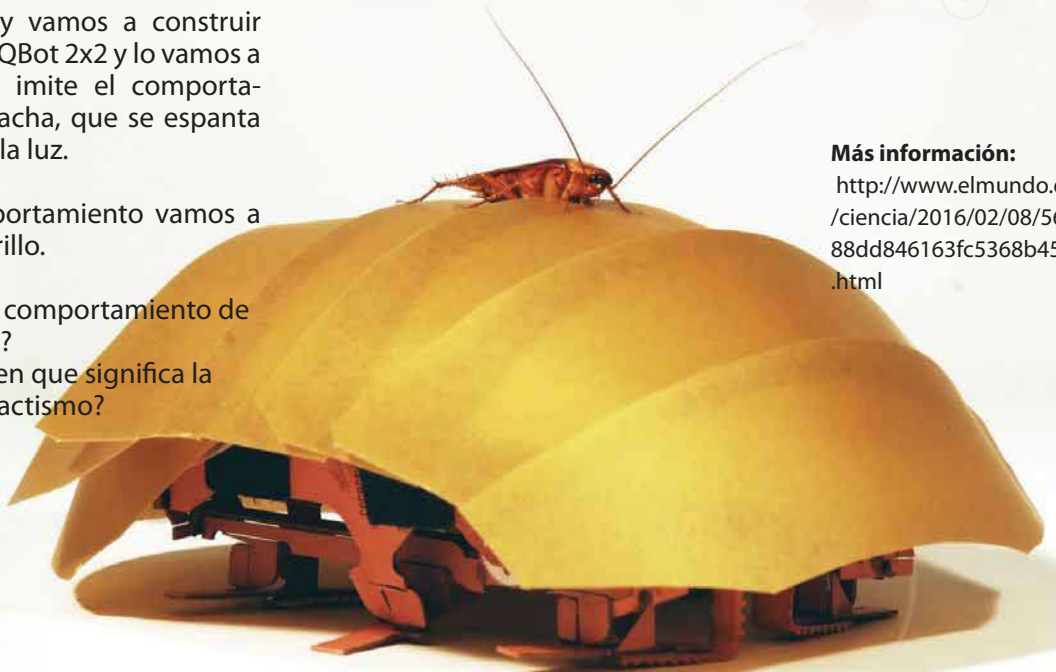 y vamos a construir
QBot 2x2 y lo vamos a
imite el comporta-
acha, que se espanta
la luz.
portamiento vamos a
rillo.
comportamiento de
?
en que significa la
actismo?
Más información:
http://www.elmundo.e
/ciencia/2016/02/08/56
88dd846163fc5368b45
.html